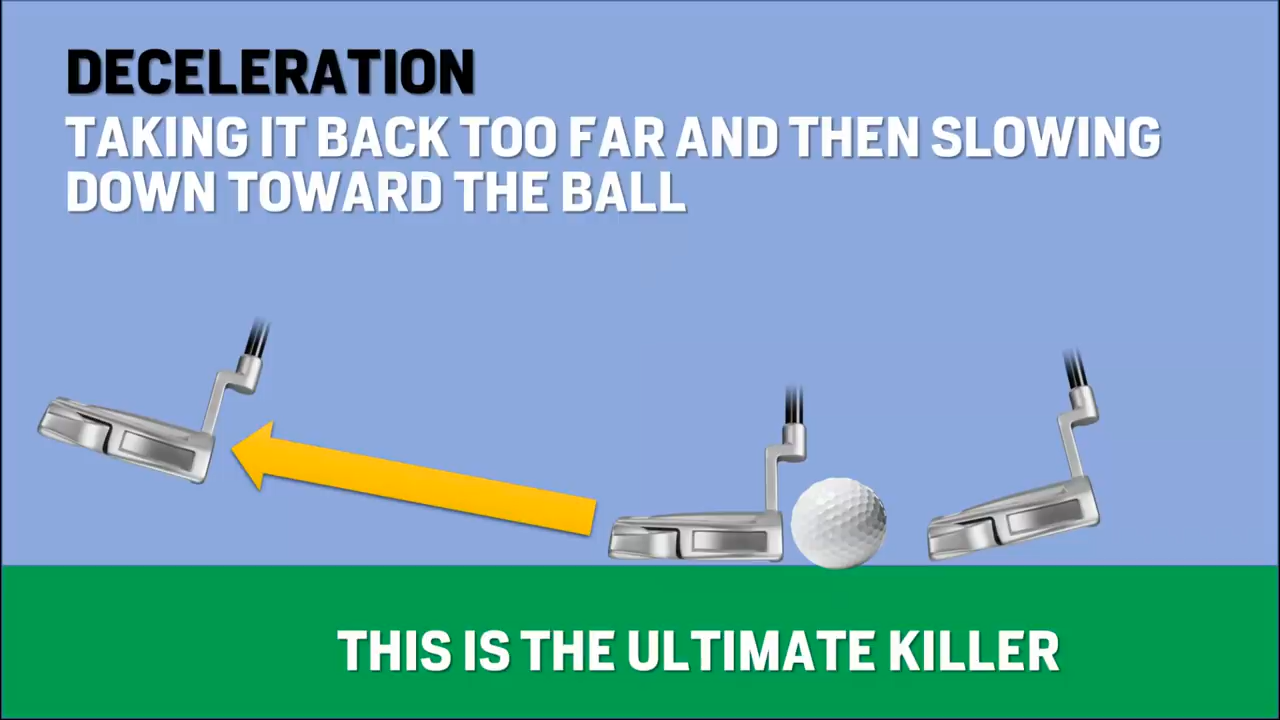 DECELERATION
TAKING IT BACK TOO FAR AND THEN SLOWING
DOWN TOWARD THE BALL
THIS IS THE ULTIMATE KILLER